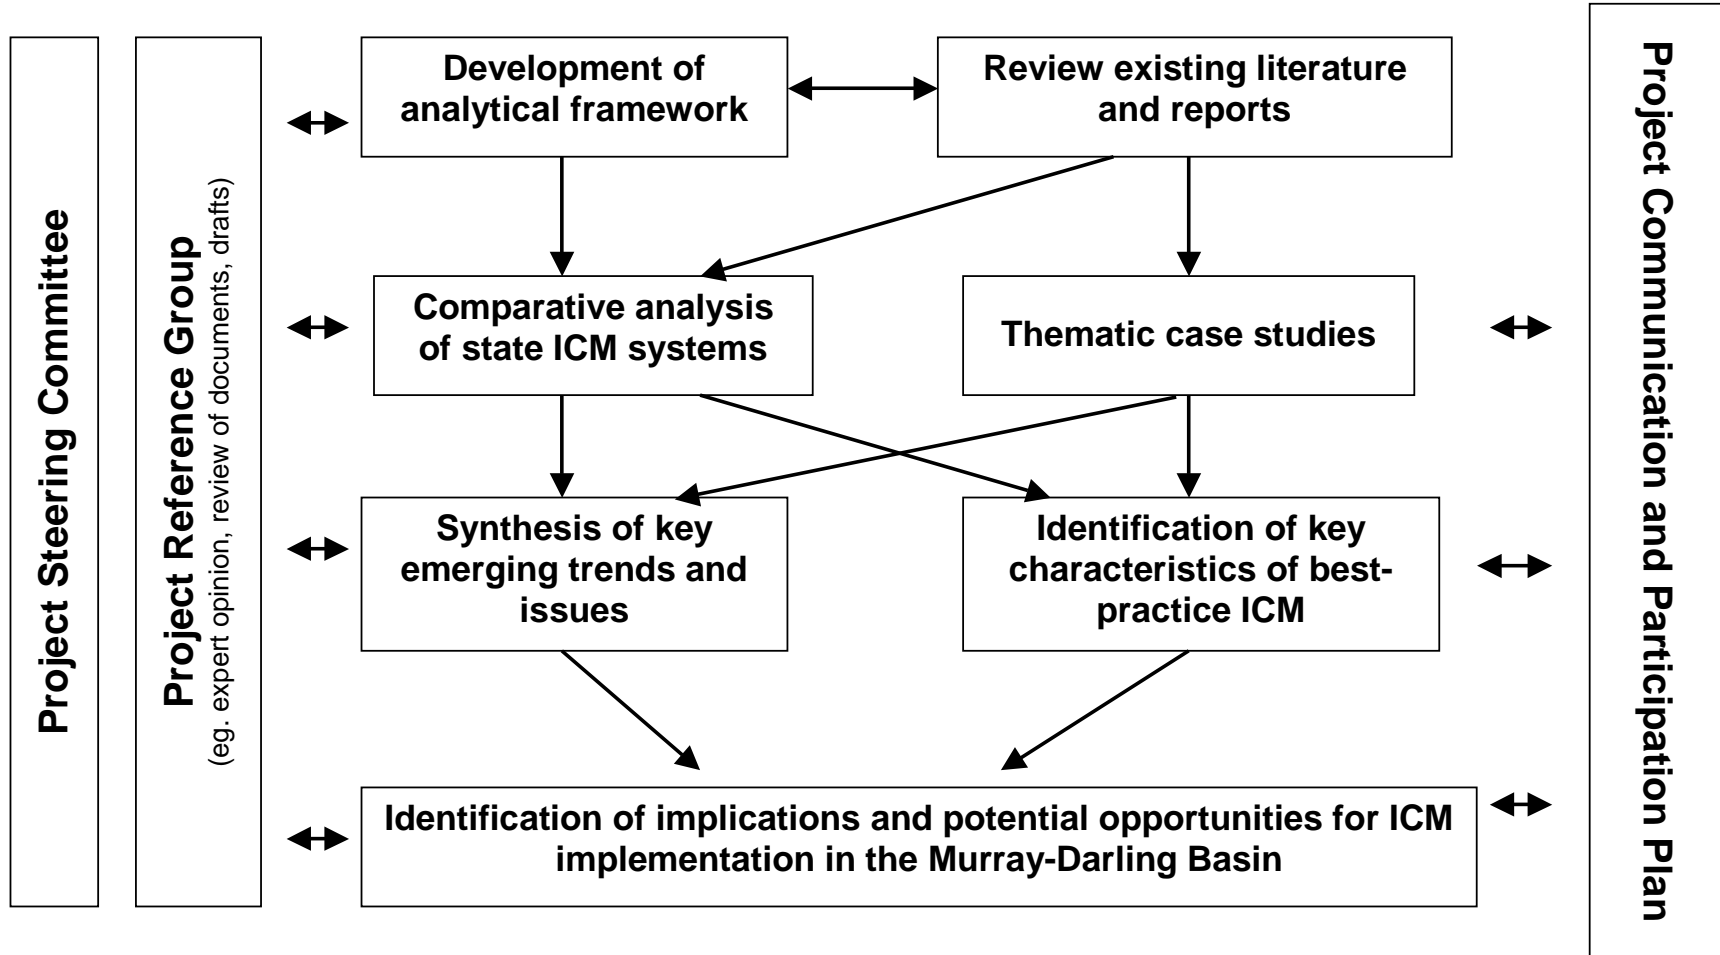 Project Steering Committee
Project Reference Group
(eg. expert opinion, review of documents, drafts)
Development of
analytical framework
Review existing literature
and reports
Comparative analysis
of state ICM systems
Thematic case studies
Synthesis of key
emerging trends and
issues
Identification of key
characteristics of best-
practice ICM
Identification of implications and potential opportunities for ICM
implementation in the Murray-Darling Basin
Project Communication and Participation Plan